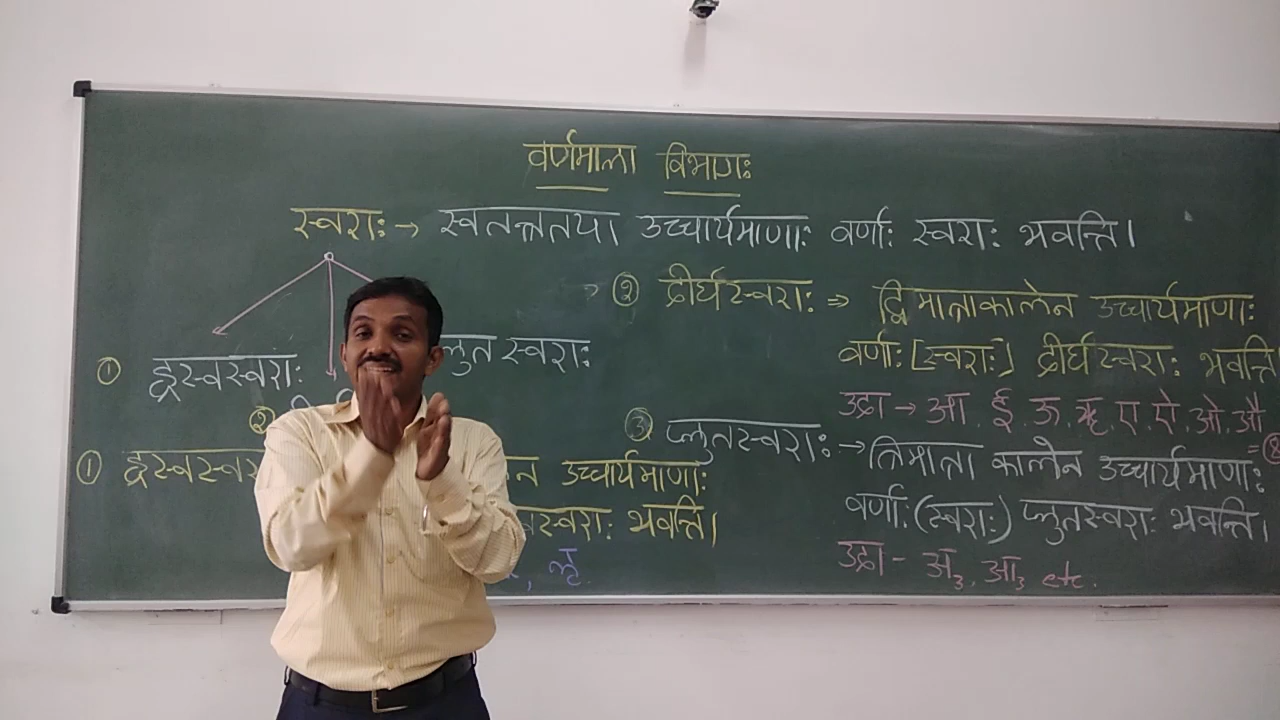 वर्णमाला विभागः
स्वराः → स्वतन्त्रतया उच्चार्यमाणाः वर्णाः स्वराः भवन्ति।
① ह्रस्वस्वराः
②
लुतस्वराः
① ह्रस्वस्वर
न उच्चार्यमाणाः
स्वराः भवन्ति।
लृ
② दीर्घस्वराः ⇒ द्विमात्राकालेन उच्चार्यमाणाः
वर्णाः [स्वराः] दीर्घस्वराः भवन्ति
उदा → आ, ई, ऊ, ॠ, ए, ऐ, ओ, औ = ⑧
③ प्लुतस्वराः → त्रिमात्रा कालेन उच्चार्यमाणाः
वर्णाः (स्वराः) प्लुतस्वराः भवन्ति।
उदा - अ३, आ३ etc.